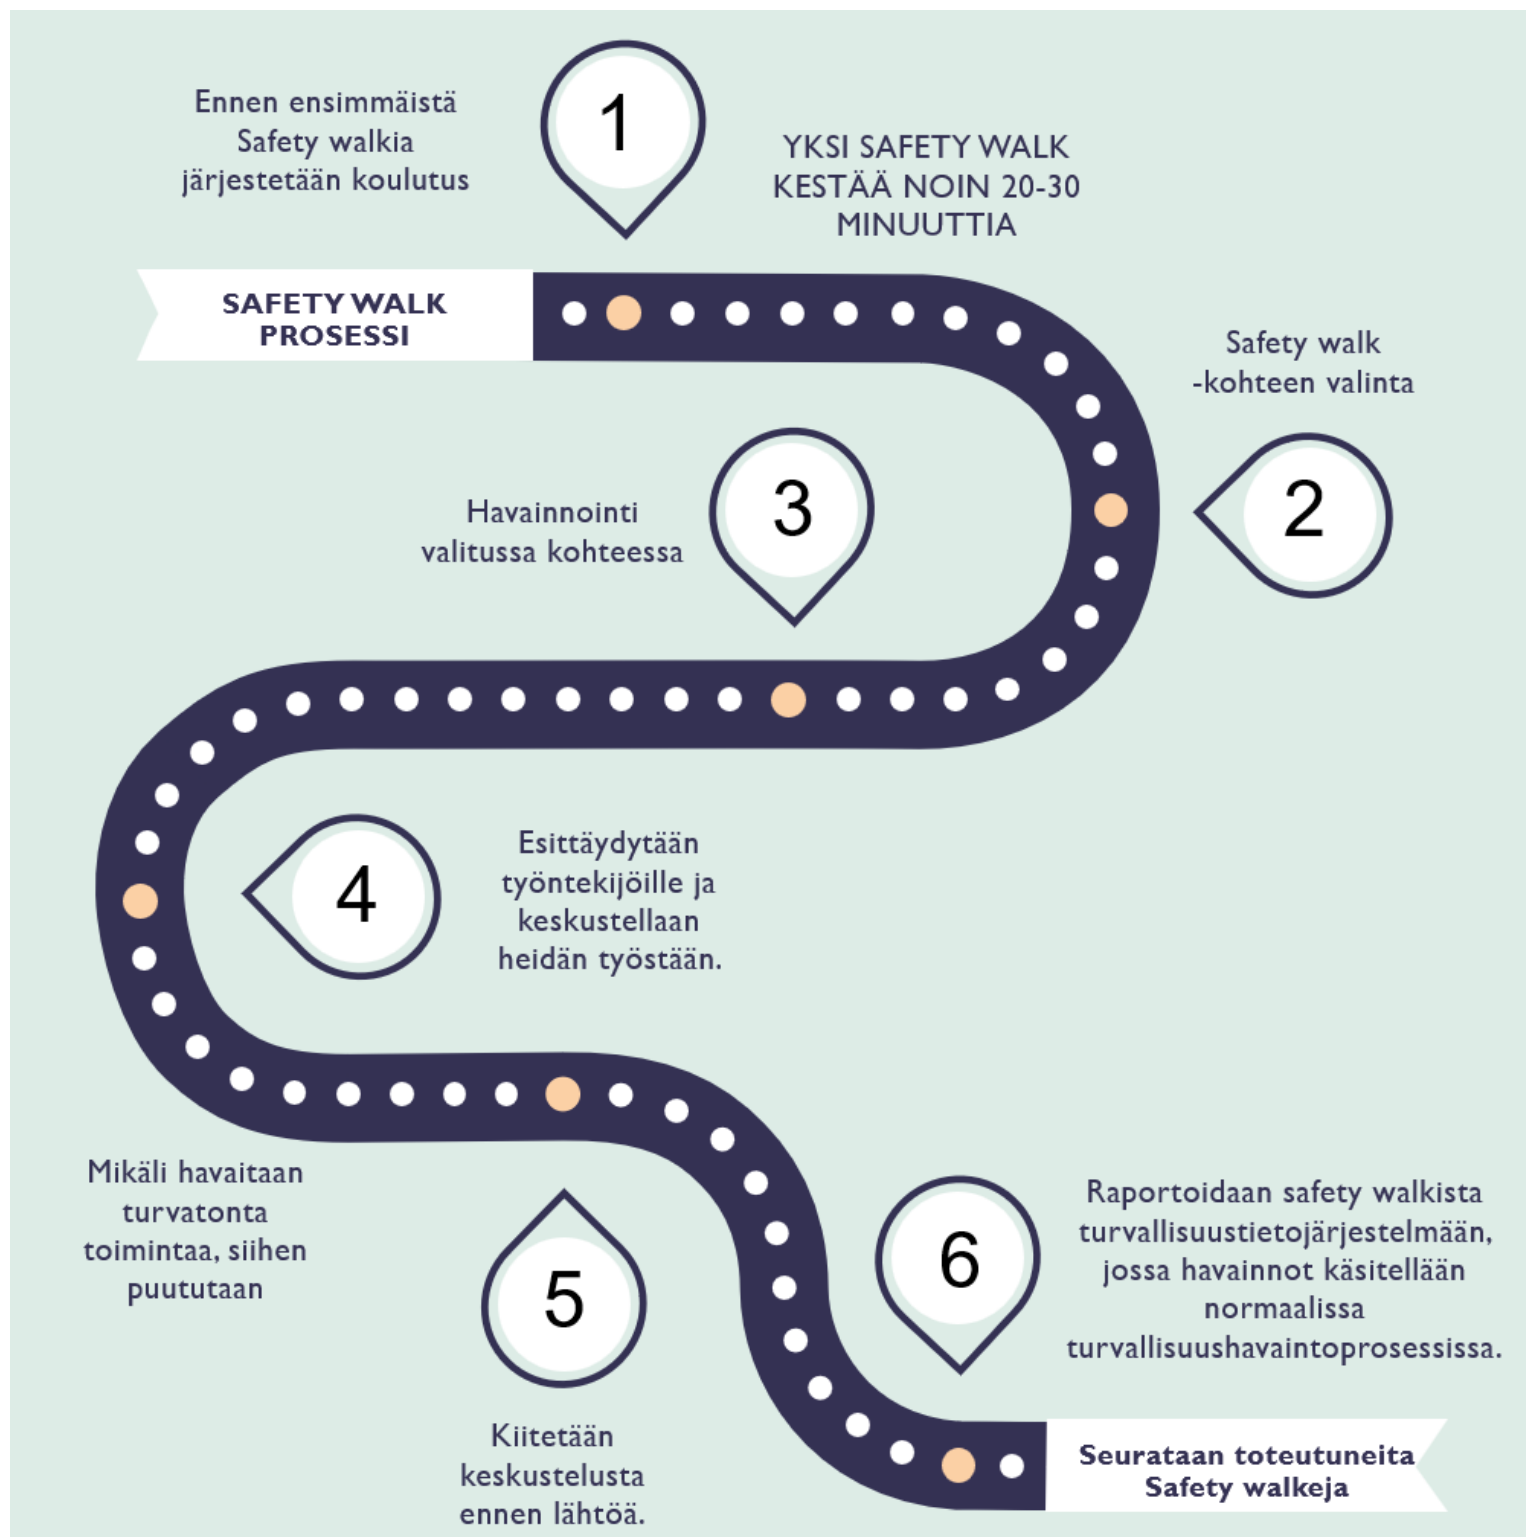 Ennen ensimmäistä
Safety walkia
järjestetään koulutus
1
YKSI SAFETY WALK
KESTÄÄ NOIN 20-30
MINUUTTIA
SAFETY WALK
PROSESSI
Safety walk
-kohteen valinta
2
Havainnointi
valitussa kohteessa
3
4
Esittäydytään
työntekijöille ja
keskustellaan
heidän työstään.
Mikäli havaitaan
turvatonta
toimintaa, siihen
puututaan
5
Kiitetään
keskustelusta
ennen lähtöä.
6
Raportoidaan safety walkista
turvallisuustietojärjestelmään,
jossa havainnot käsitellään
normaalissa
turvallisuushavaintoprosessissa.
Seurataan toteutuneita
Safety walkeja